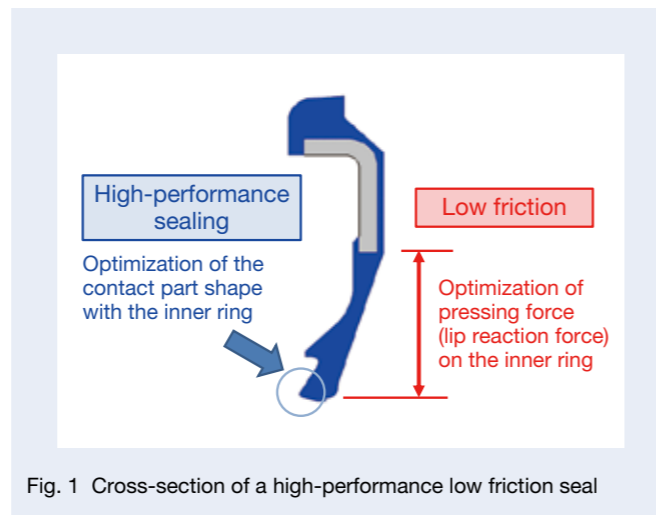 High-performance
sealing
Optimization of the
contact part shape
with the inner ring
Low friction
Optimization of
pressing force
(lip reaction force)
on the inner ring
Fig. 1 Cross-section of a high-performance low friction seal